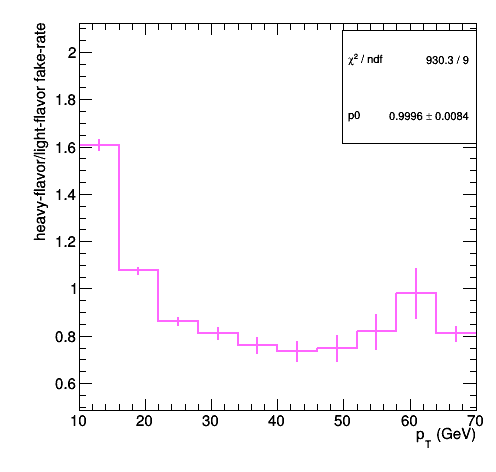 heavy-flavor/light-flavor fake-rate
χ² / ndf 930.3 / 9
p0 0.9996 ± 0.0084
2
1.8
1.6
1.4
1.2
1
0.8
0.6
10 20 30 40 50 60 70
p_T (GeV)